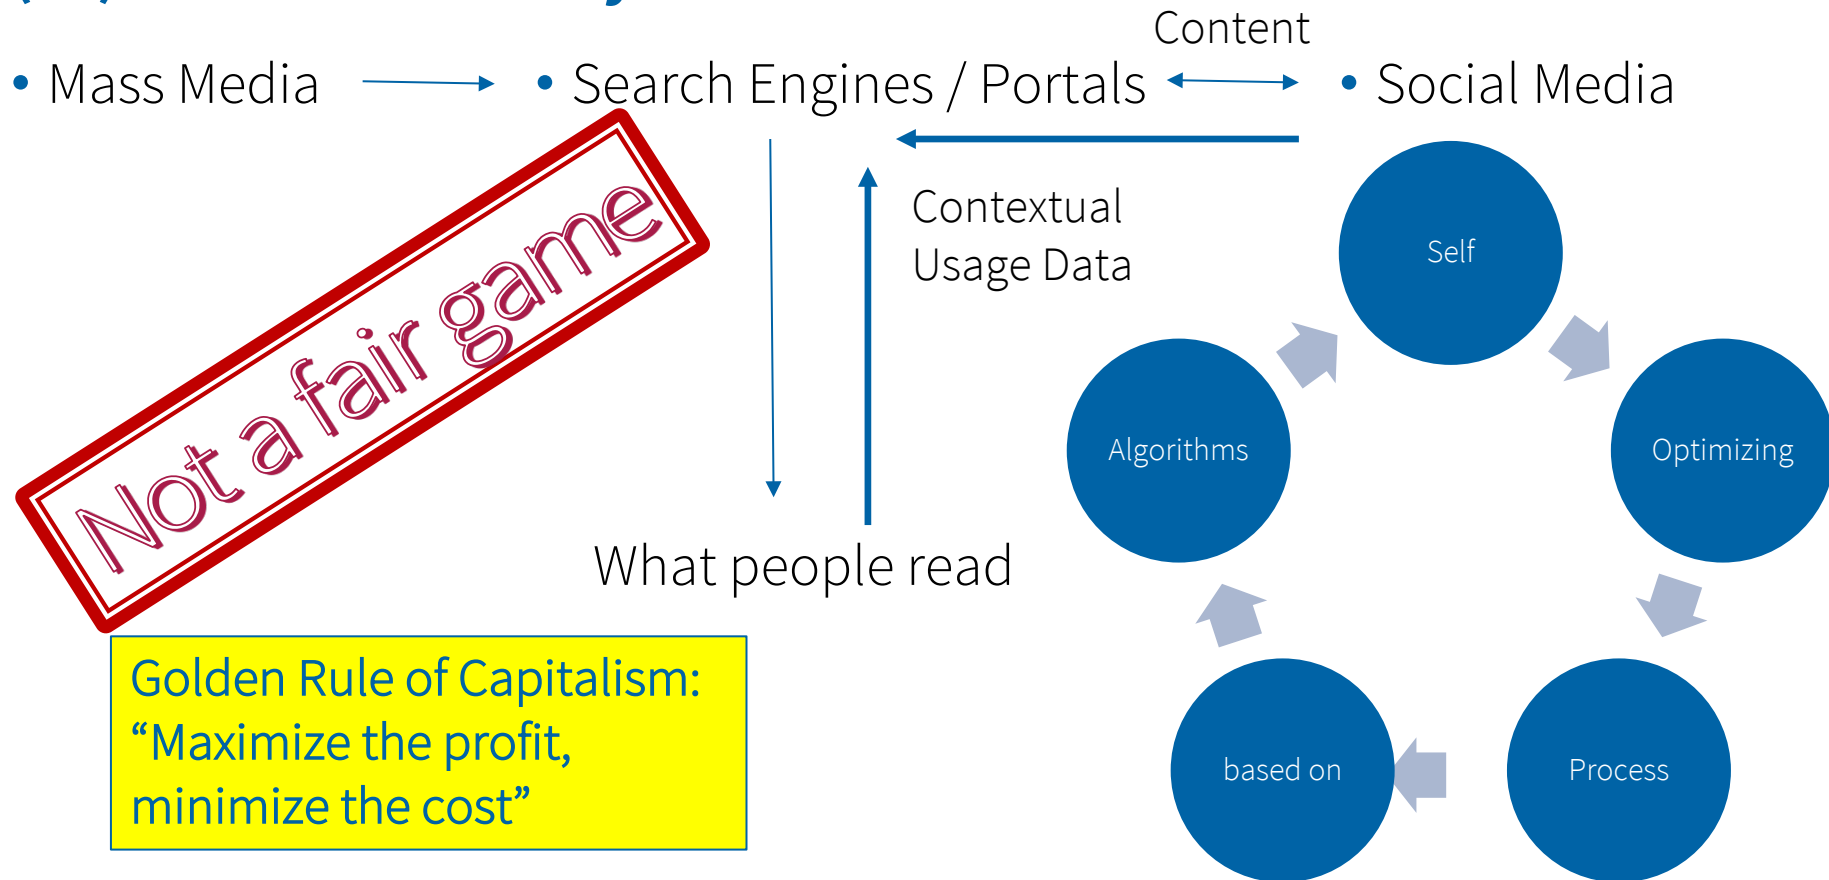 Content
• Mass Media
• Search Engines / Portals
• Social Media
Contextual
Usage Data
Not a fair game
What people read
Golden Rule of Capitalism:
“Maximize the profit,
minimize the cost”
Self
Optimizing
Process
based on
Algorithms